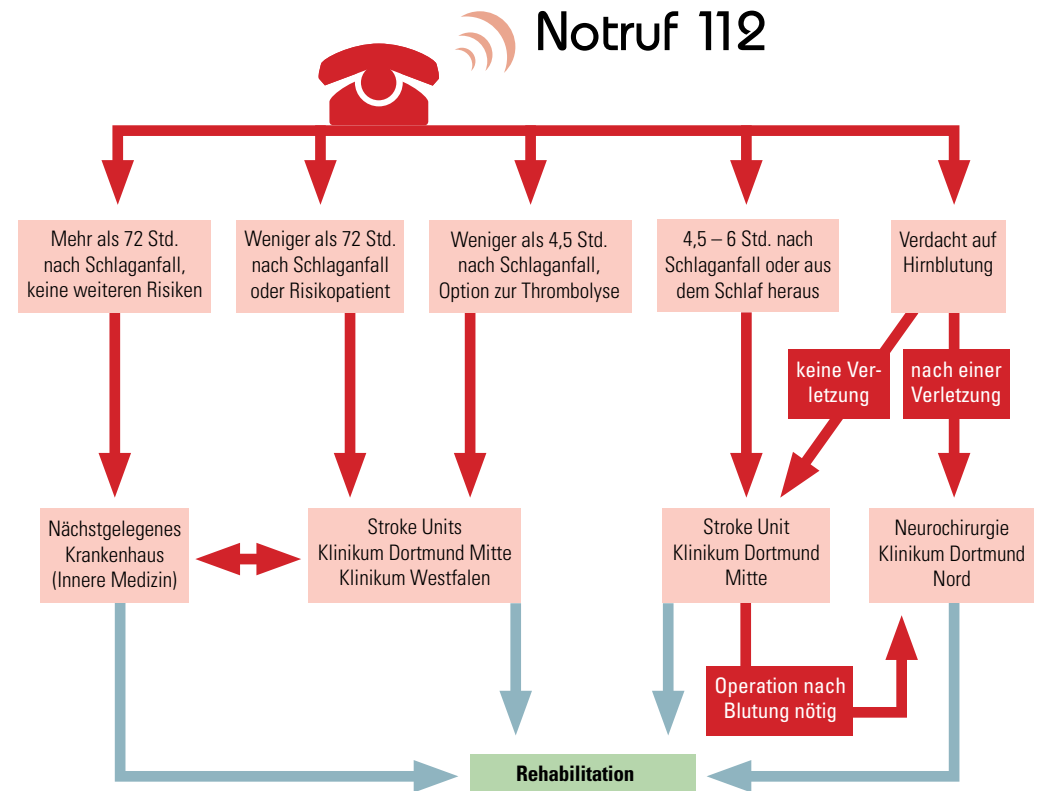 Notruf 112
Mehr als 72 Std.
nach Schlaganfall,
keine weiteren Risiken
Weniger als 72 Std.
nach Schlaganfall
oder Risikopatient
Weniger als 4,5 Std.
nach Schlaganfall,
Option zur Thrombolyse
4,5 – 6 Std. nach
Schlaganfall oder aus
dem Schlaf heraus
Verdacht auf
Hirnblutung
keine Ver-
letzung
nach einer
Verletzung
Nächstgelegenes
Krankenhaus
(Innere Medizin)
Stroke Units
Klinikum Dortmund Mitte
Klinikum Westfalen
Stroke Unit
Klinikum Dortmund
Mitte
Neurochirurgie
Klinikum Dortmund
Nord
Operation nach
Blutung nötig
Rehabilitation